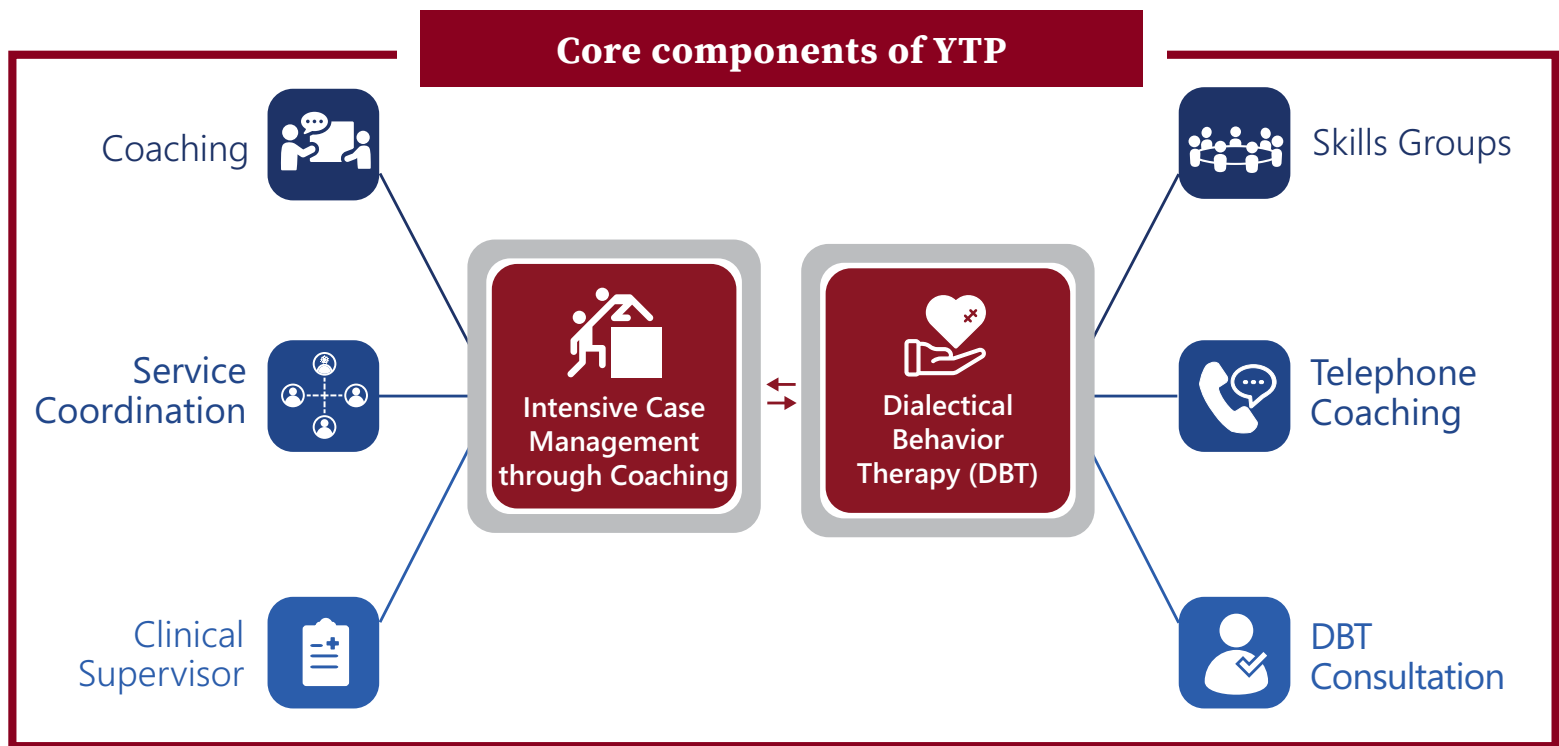 Core components of YTP
Coaching
Service
Coordination
Clinical
Supervisor
Intensive Case
Management
through Coaching
Dialectical
Behavior
Therapy (DBT)
Skills Groups
Telephone
Coaching
DBT
Consultation